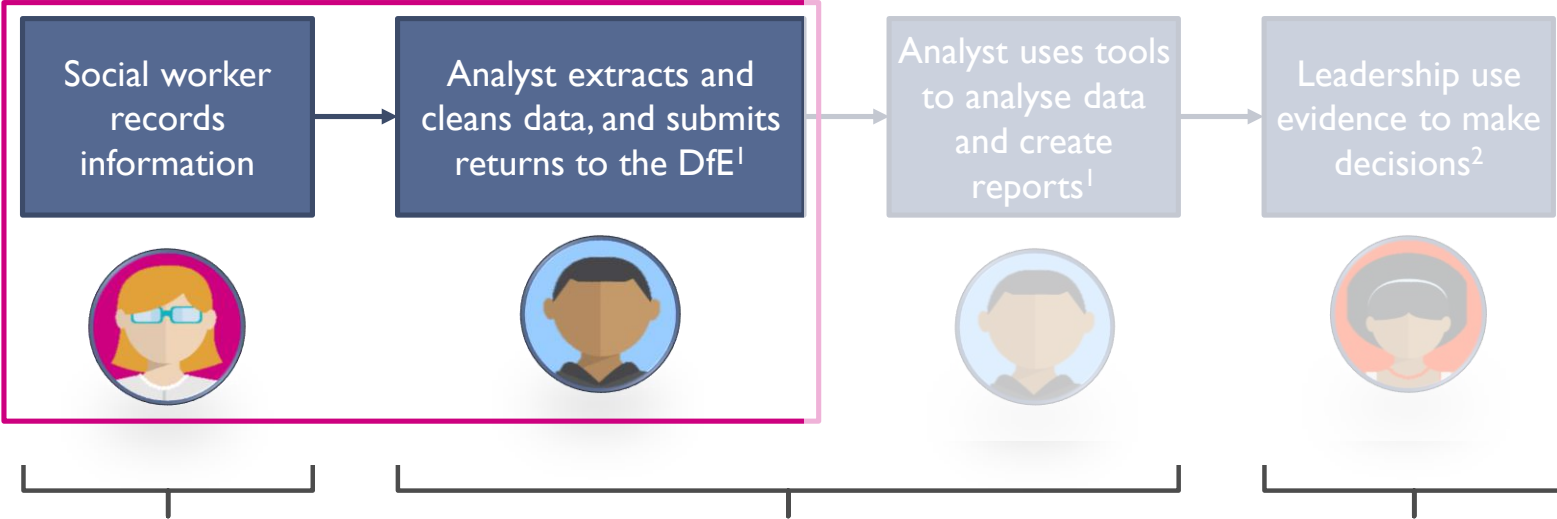 Social worker
records
information
Analyst extracts and
cleans data, and submits
returns to the DfE¹
Analyst uses tools
to analyse data
and create
reports¹
Leadership use
evidence to make
decisions²